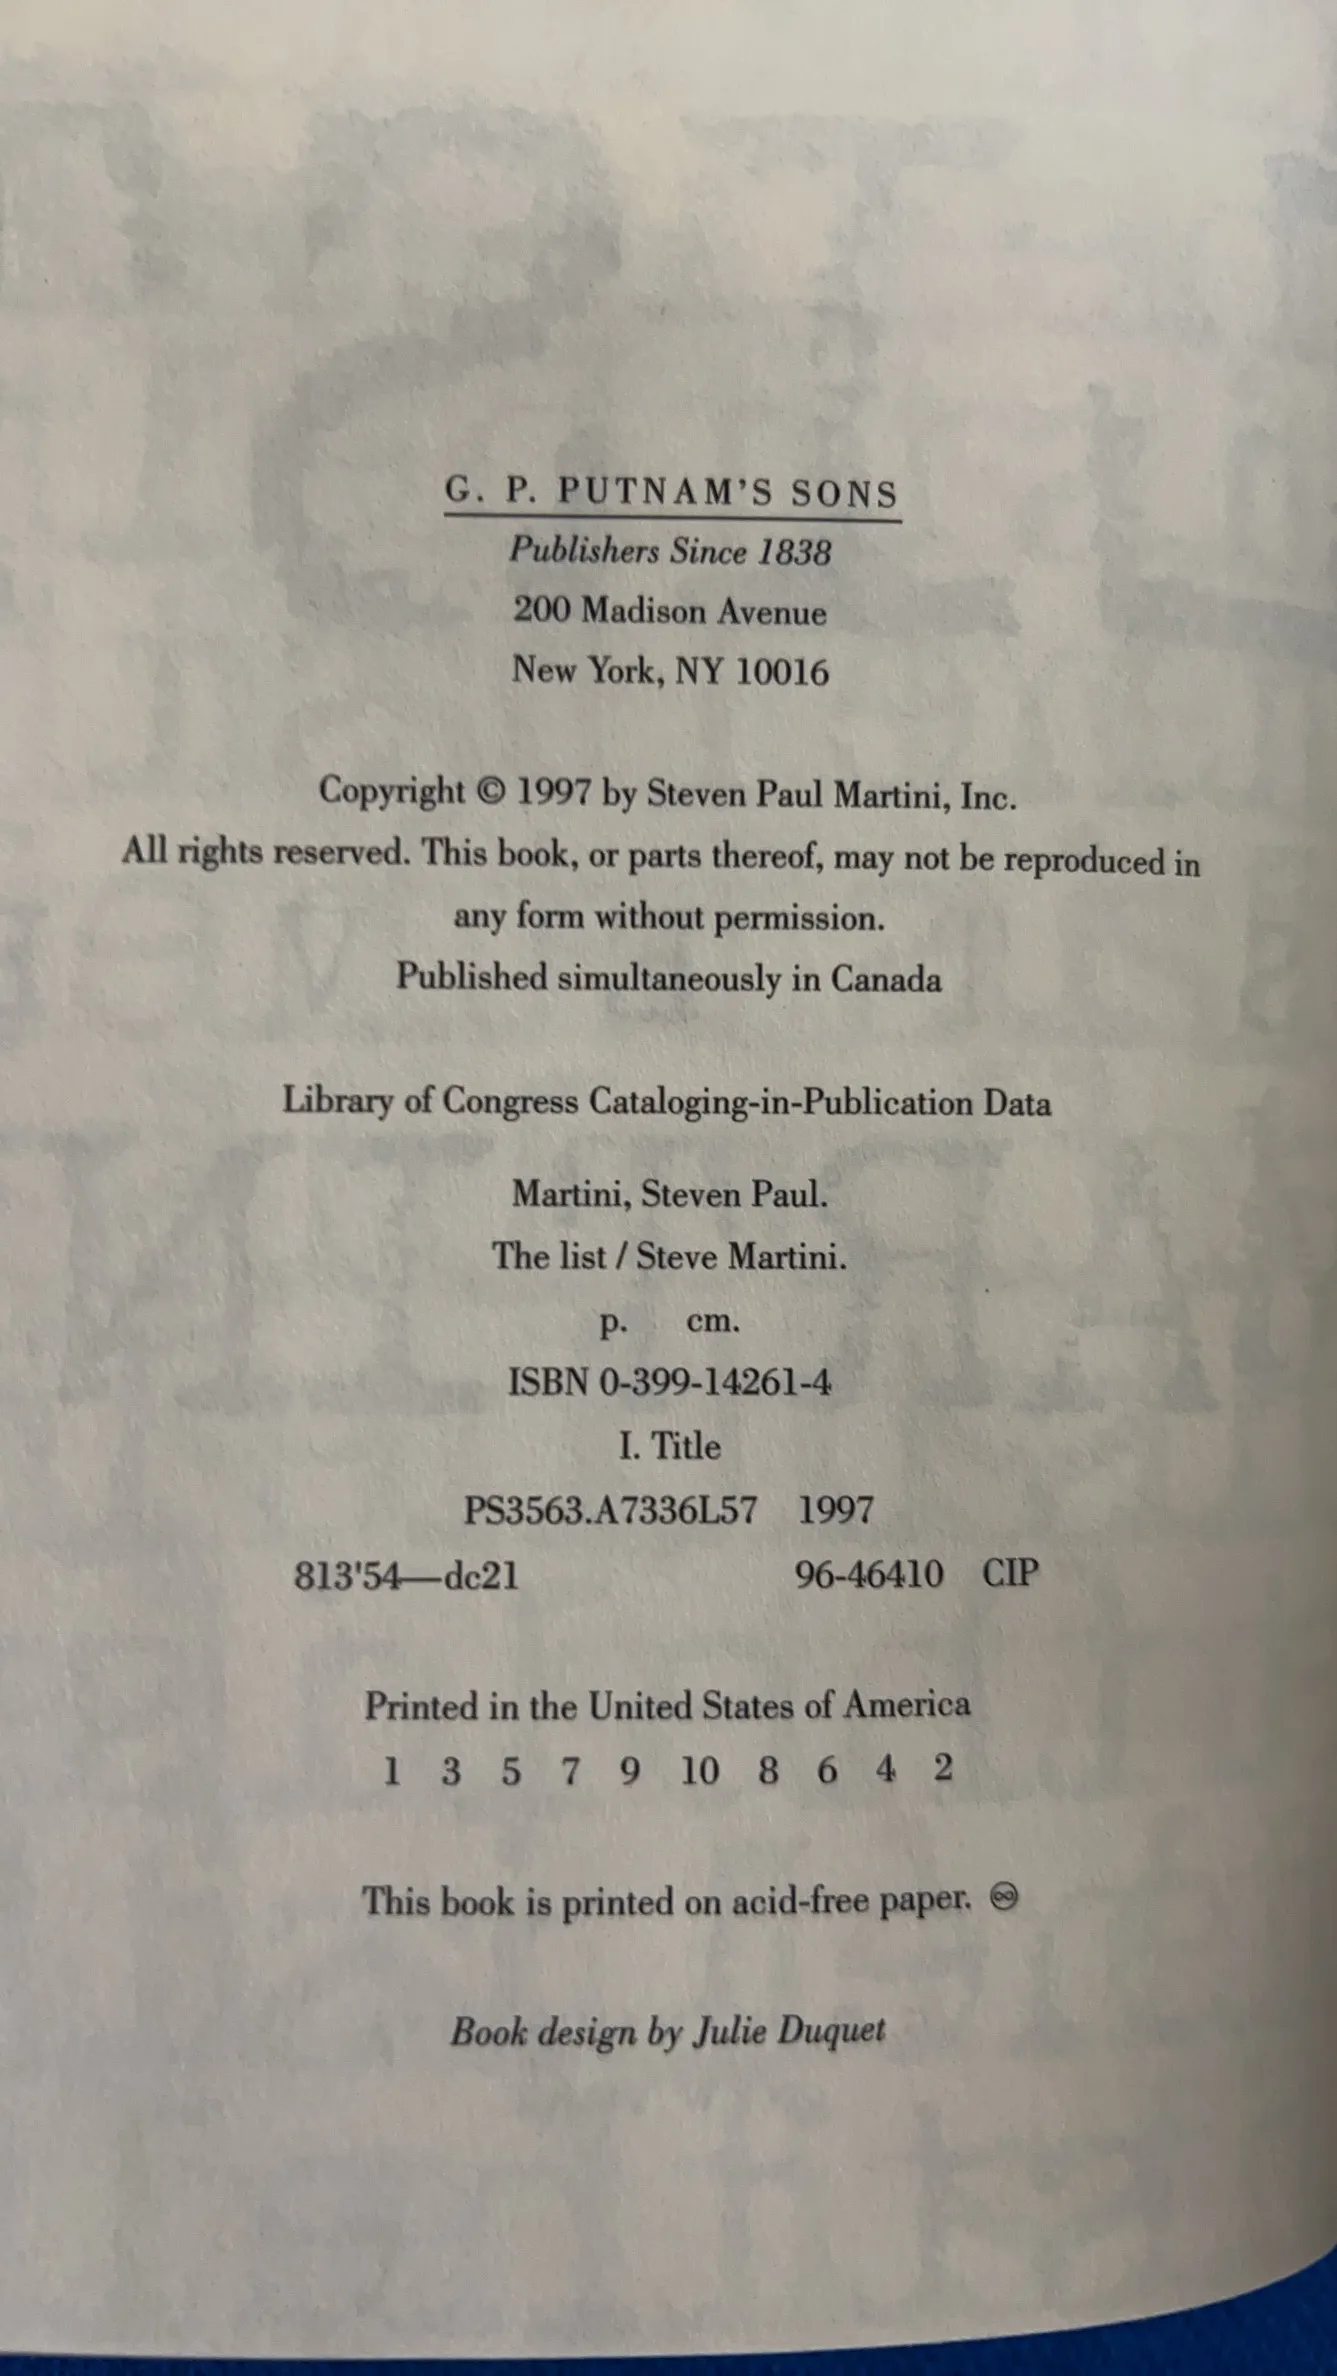 G. P. PUTNAM'S SONS
Publishers Since 1838
200 Madison Avenue
New York, NY 10016
Copyright © 1997 by Steven Paul Martini, Inc.
All rights reserved. This book, or parts thereof, may not be reproduced in
any form without permission.
Published simultaneously in Canada
Library of Congress Cataloging-in-Publication Data
Martini, Steven Paul.
The list / Steve Martini.
p. cm.
ISBN 0-399-14261-4
I. Title
PS3563.A7336L57 1997
813'54—dc21 96-46410 CIP
Printed in the United States of America
1 3 5 7 9 10 8 6 4 2
This book is printed on acid-free paper. ♾
Book design by Julie Duquet